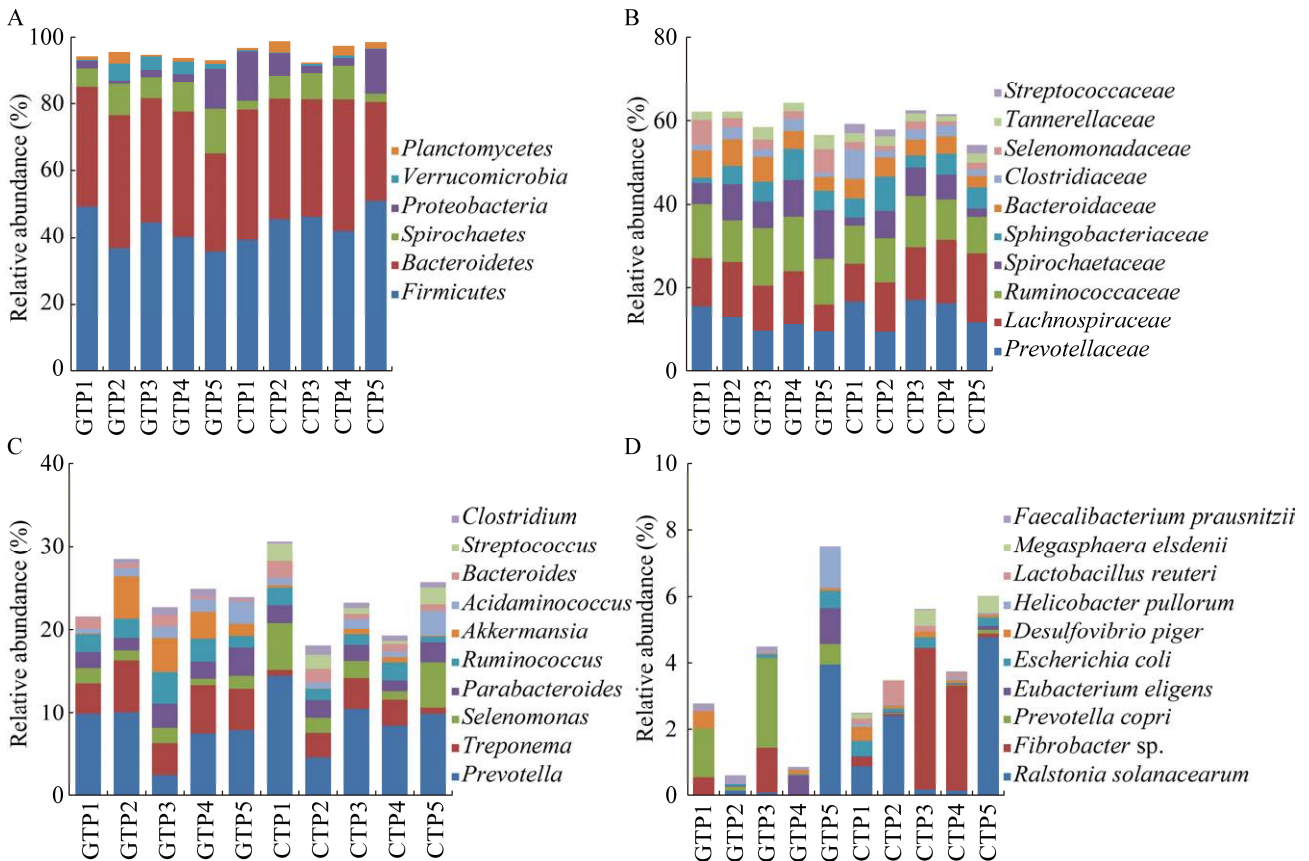 A
Relative abundance (%)
100
80
60
40
20
0
Planctomycetes
Verrucomicrobia
Proteobacteria
Spirochaetes
Bacteroidetes
Firmicutes
GTP1
GTP2
GTP3
GTP4
GTP5
CTP1
CTP2
CTP3
CTP4
CTP5
B
Relative abundance (%)
80
60
40
20
0
Streptococcaceae
Tannerellaceae
Selenomonadaceae
Clostridiaceae
Bacteroidaceae
Sphingobacteriaceae
Spirochaetaceae
Ruminococcaceae
Lachnospiraceae
Prevotellaceae
GTP1
GTP2
GTP3
GTP4
GTP5
CTP1
CTP2
CTP3
CTP4
CTP5
C
Relative abundance (%)
40
30
20
10
0
Clostridium
Streptococcus
Bacteroides
Acidaminococcus
Akkermansia
Ruminococcus
Parabacteroides
Selenomonas
Treponema
Prevotella
GTP1
GTP2
GTP3
GTP4
GTP5
CTP1
CTP2
CTP3
CTP4
CTP5
D
Relative abundance (%)
10
8
6
4
2
0
Faecalibacterium prausnitzii
Megasphaera elsdenii
Lactobacillus reuteri
Helicobacter pullorum
Desulfovibrio piger
Escherichia coli
Eubacterium eligens
Prevotella copri
Fibrobacter sp.
Ralstonia solanacearum
GTP1
GTP2
GTP3
GTP4
GTP5
CTP1
CTP2
CTP3
CTP4
CTP5